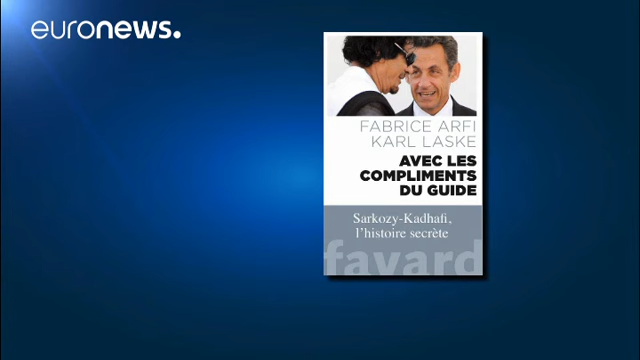 euronews.
FABRICE ARFI
KARL LASKE
AVEC LES
COMPLIMENTS
DU GUIDE
Sarkozy-Kadhafi,
l'histoire secrète
fayard